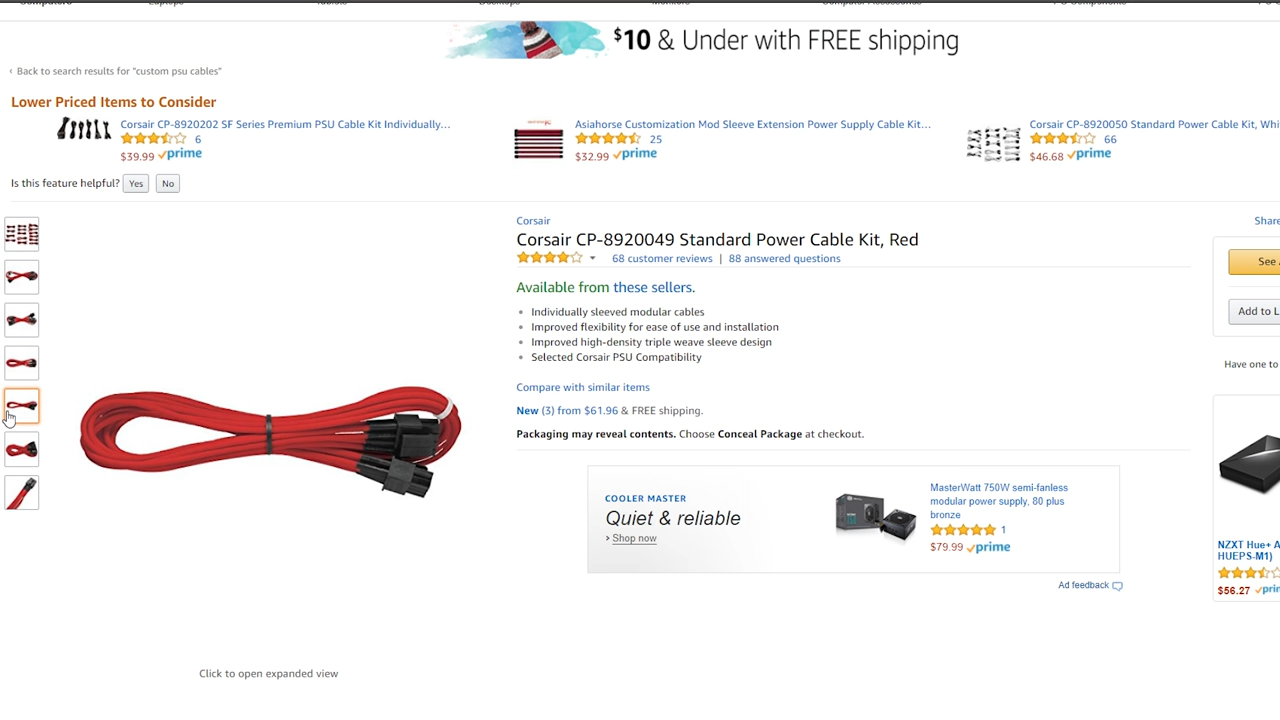 $10 & Under with FREE shipping
‹ Back to search results for "custom psu cables"
Lower Priced Items to Consider
Corsair CP-8920202 SF Series Premium PSU Cable Kit Individually...
6
$39.99 prime
Asiahorse Customization Mod Sleeve Extension Power Supply Cable Kit...
25
$32.99 prime
Corsair CP-8920050 Standard Power Cable Kit, Whi
66
$46.68 prime
Is this feature helpful? Yes No
Corsair
Share
Corsair CP-8920049 Standard Power Cable Kit, Red
68 customer reviews | 88 answered questions
See
Available from these sellers.
Individually sleeved modular cables
Improved flexibility for ease of use and installation
Improved high-density triple weave sleeve design
Selected Corsair PSU Compatibility
Add to L
Have one to
Compare with similar items
New (3) from $61.96 & FREE shipping.
Packaging may reveal contents. Choose Conceal Package at checkout.
COOLER MASTER
Quiet & reliable
› Shop now
MasterWatt 750W semi-fanless
modular power supply, 80 plus
bronze
1
$79.99 prime
Ad feedback
NZXT Hue+ A
HUEPS-M1)
$56.27 prim
Click to open expanded view